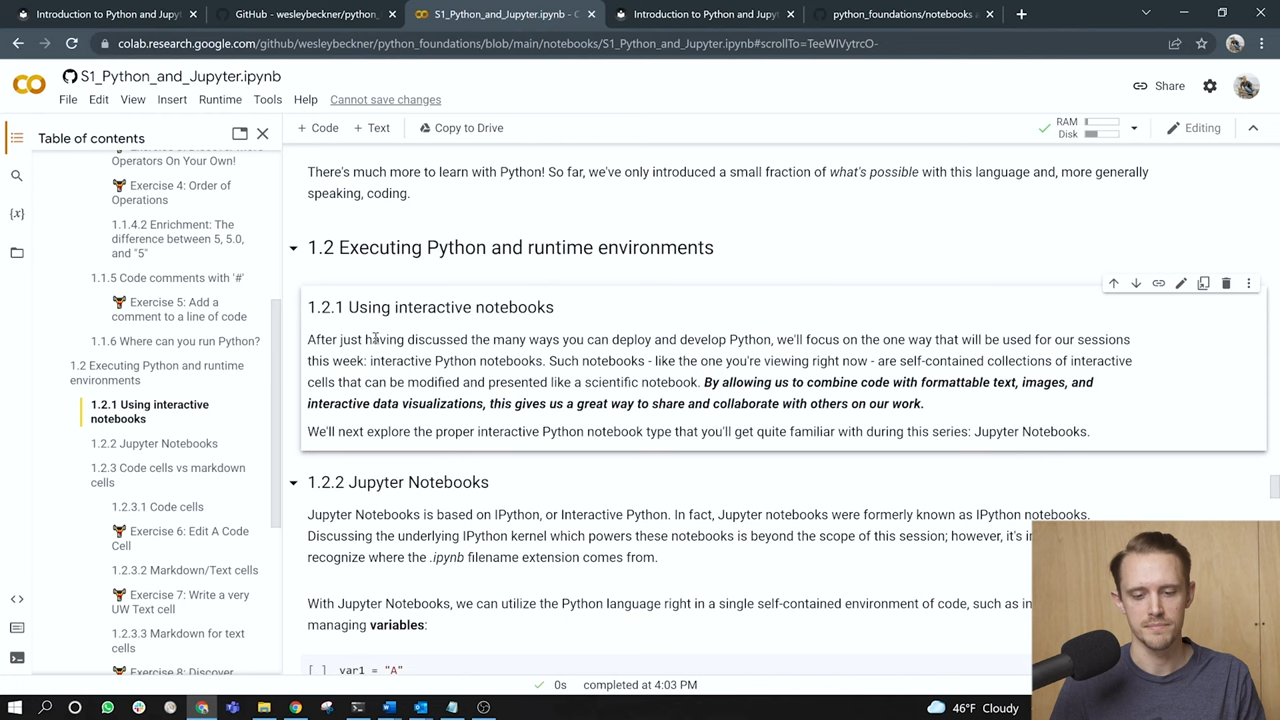 Introduction to Python and Jupy
GitHub - wesleybeckner/python_
S1_Python_and_Jupyter.ipynb - C
Introduction to Python and Jupy
python_foundations/notebooks
colab.research.google.com/github/wesleybeckner/python_foundations/blob/main/notebooks/S1_Python_and_Jupyter.ipynb#scrollTo=TeeWlVytrcO-
S1_Python_and_Jupyter.ipynb
Share
File Edit View Insert Runtime Tools Help Cannot save changes
Table of contents
+ Code + Text Copy to Drive
RAM
Disk
Editing
Operators On Your Own!
Exercise 4: Order of
Operations
1.1.4.2 Enrichment: The
difference between 5, 5.0,
and "5"
1.1.5 Code comments with '#'
Exercise 5: Add a
comment to a line of code
1.1.6 Where can you run Python?
1.2 Executing Python and runtime
environments
1.2.1 Using interactive
notebooks
1.2.2 Jupyter Notebooks
1.2.3 Code cells vs markdown
cells
1.2.3.1 Code cells
Exercise 6: Edit A Code
Cell
1.2.3.2 Markdown/Text cells
Exercise 7: Write a very
UW Text cell
1.2.3.3 Markdown for text
cells
Exercise 8: Discover
There's much more to learn with Python! So far, we've only introduced a small fraction of what's possible with this language and, more generally
speaking, coding.
1.2 Executing Python and runtime environments
1.2.1 Using interactive notebooks
After just having discussed the many ways you can deploy and develop Python, we'll focus on the one way that will be used for our sessions
this week: interactive Python notebooks. Such notebooks - like the one you're viewing right now - are self-contained collections of interactive
cells that can be modified and presented like a scientific notebook. By allowing us to combine code with formattable text, images, and
interactive data visualizations, this gives us a great way to share and collaborate with others on our work.
We'll next explore the proper interactive Python notebook type that you'll get quite familiar with during this series: Jupyter Notebooks.
1.2.2 Jupyter Notebooks
Jupyter Notebooks is based on IPython, or Interactive Python. In fact, Jupyter notebooks were formerly known as IPython notebooks.
Discussing the underlying IPython kernel which powers these notebooks is beyond the scope of this session; however, it's i
recognize where the .ipynb filename extension comes from.
With Jupyter Notebooks, we can utilize the Python language right in a single self-contained environment of code, such as in
managing variables:
[ ] var1 = "A"
0s completed at 4:03 PM
46°F Cloudy